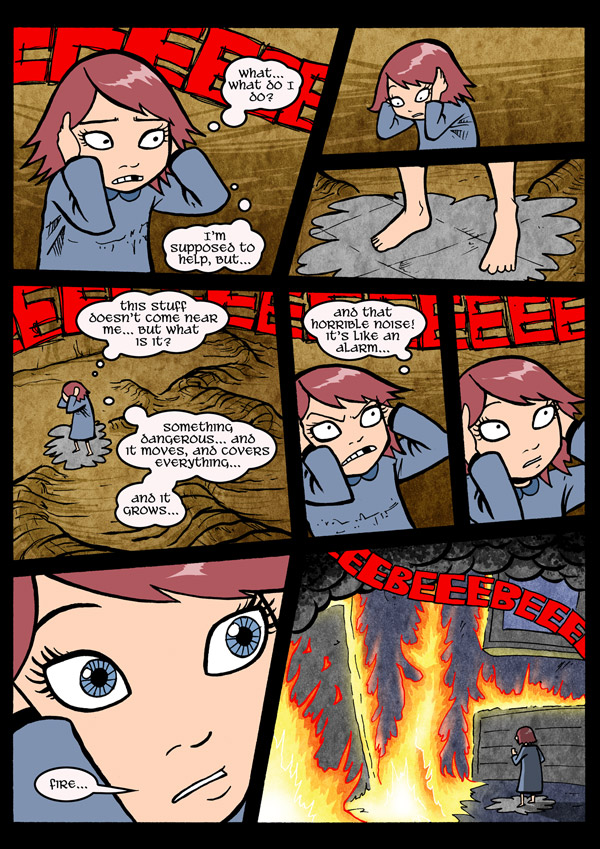 EEEEEE
WHAT...
WHAT DO I
DO?
I'M
SUPPOSED TO
HELP, BUT...
EEEEEEEEEEEE
THIS STUFF
DOESN'T COME NEAR
ME... BUT WHAT
IS IT?
SOMETHING
DANGEROUS... AND
IT MOVES, AND COVERS
EVERYTHING...
AND IT
GROWS...
AND THAT
HORRIBLE NOISE!
IT'S LIKE AN
ALARM...
FIRE...
EEBEEEEBEEEE